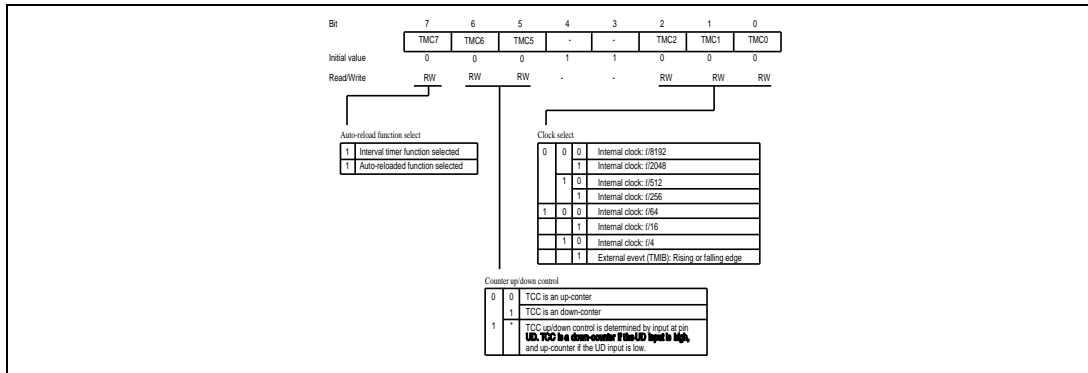 Bit 7 6 5 4 3 2 1 0
TMC7 TMC6 TMC5 - - TMC2 TMC1 TMC0
Initial value 0 0 0 1 1 0 0 0
Read/Write RW RW RW - - RW RW RW
Auto-reload function select
1 Interval timer function selected
1 Auto-reloaded function selected
Clock select
0 0 0 Internal clock: f/8192
1 Internal clock: f/2048
1 0 Internal clock: f/512
1 Internal clock: f/256
1 0 0 Internal clock: f/64
1 Internal clock: f/16
1 0 Internal clock: f/4
1 External evevt (TMIB): Rising or falling edge
Counter up/down control
0 0 TCC is an up-conter
1 TCC is an down-conter
1 * TCC up/down control is determined by input at pin
UD. TCC is a down-counter if the UD input is high,
and up-counter if the UD input is low.